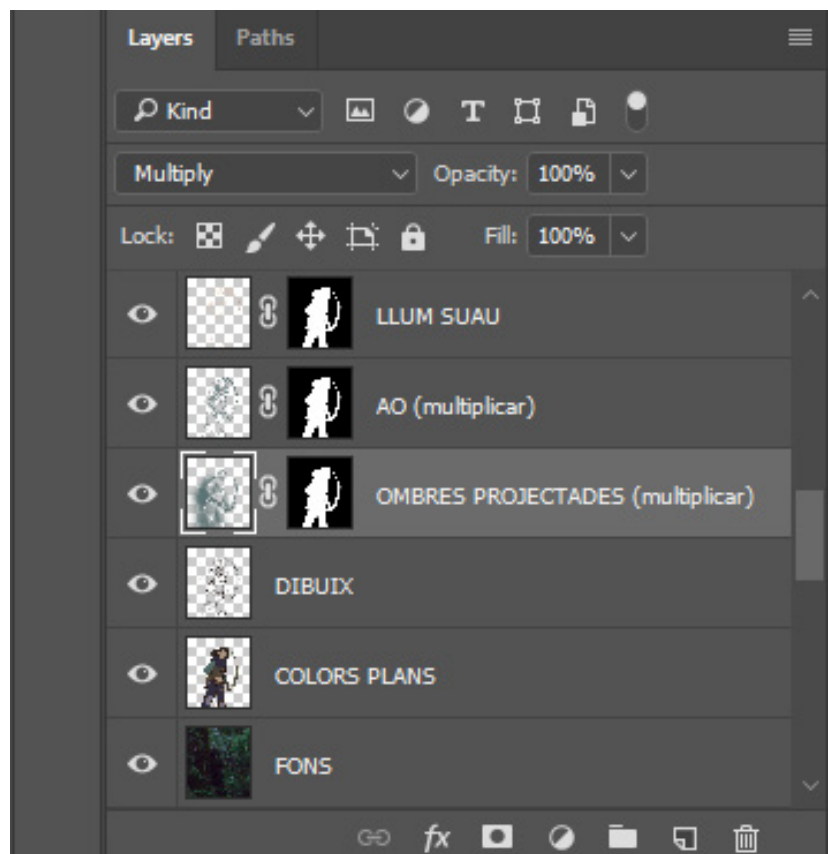 Layers Paths
Kind
Multiply Opacity: 100%
Lock: Fill: 100%
LLUM SUAU
AO (multiplicar)
OMBRES PROJECTADES (multiplicar)
DIBUIX
COLORS PLANS
FONS
fx